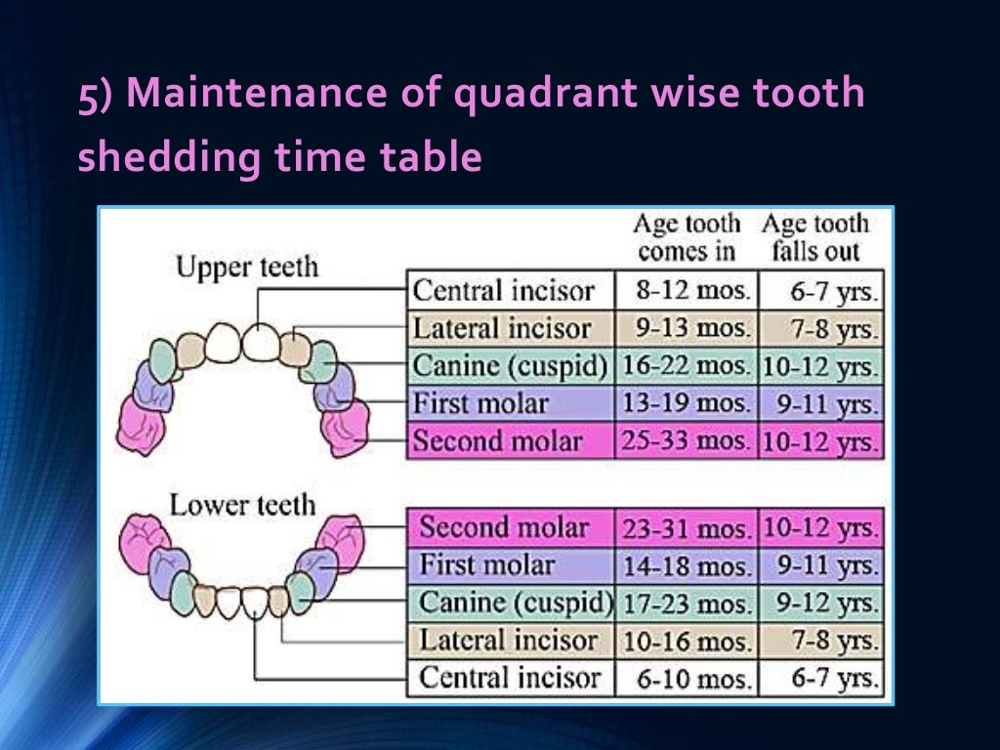 5) Maintenance of quadrant wise tooth
shedding time table
Age tooth comes in Age tooth falls out
Upper teeth
Central incisor 8-12 mos. 6-7 yrs.
Lateral incisor 9-13 mos. 7-8 yrs.
Canine (cuspid) 16-22 mos. 10-12 yrs.
First molar 13-19 mos. 9-11 yrs.
Second molar 25-33 mos. 10-12 yrs.
Lower teeth
Second molar 23-31 mos. 10-12 yrs.
First molar 14-18 mos. 9-11 yrs.
Canine (cuspid) 17-23 mos. 9-12 yrs.
Lateral incisor 10-16 mos. 7-8 yrs.
Central incisor 6-10 mos. 6-7 yrs.